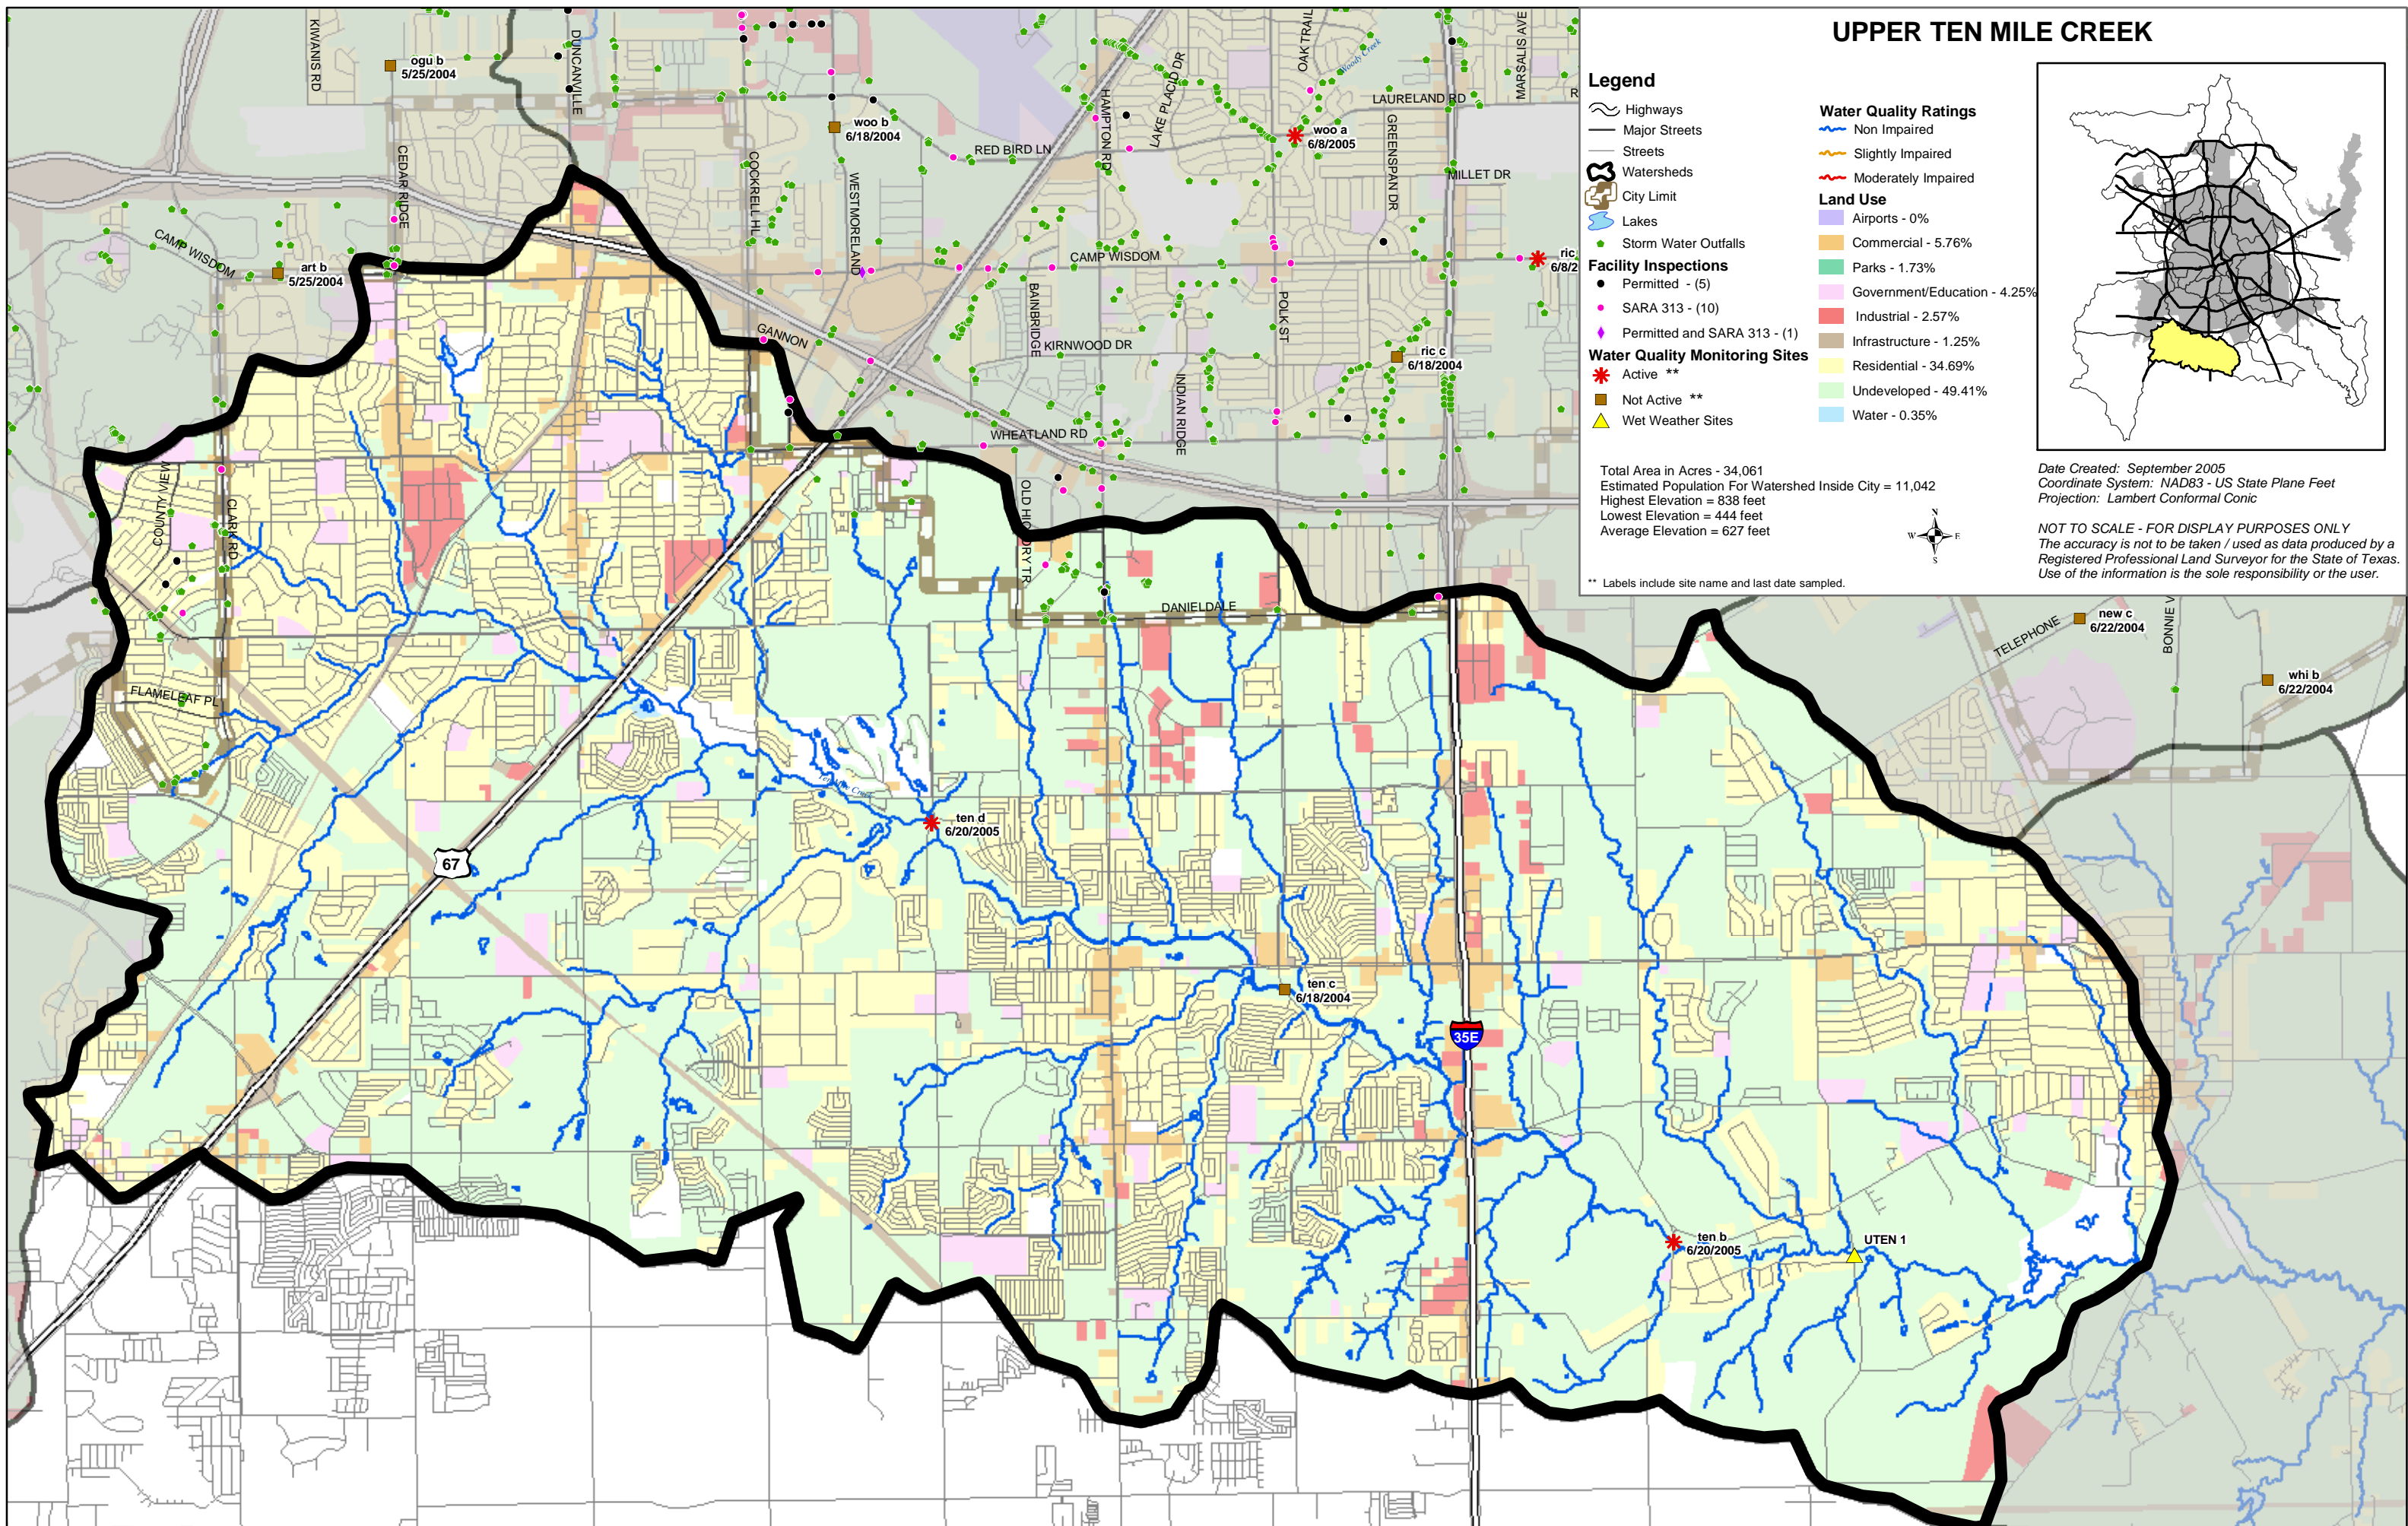 UPPER TEN MILE CREEK
Legend
Highways
Major Streets
Streets
Watersheds
City Limit
Lakes
Storm Water Outfalls
Facility Inspections
Permitted - (5)
SARA 313 - (10)
Permitted and SARA 313 - (1)
Water Quality Monitoring Sites
Active **
Not Active **
Wet Weather Sites
Water Quality Ratings
Non Impaired
Slightly Impaired
Moderately Impaired
Land Use
Airports - 0%
Commercial - 5.76%
Parks - 1.73%
Government/Education - 4.25%
Industrial - 2.57%
Infrastructure - 1.25%
Residential - 34.69%
Undeveloped - 49.41%
Water - 0.35%
Total Area in Acres - 34,061
Estimated Population For Watershed Inside City = 11,042
Highest Elevation = 838 feet
Lowest Elevation = 444 feet
Average Elevation = 627 feet
** Labels include site name and last date sampled.
N
W E
S
Date Created: September 2005
Coordinate System: NAD83 - US State Plane Feet
Projection: Lambert Conformal Conic
NOT TO SCALE - FOR DISPLAY PURPOSES ONLY
The accuracy is not to be taken / used as data produced by a
Registered Professional Land Surveyor for the State of Texas.
Use of the information is the sole responsibility or the user.
KIWANIS RD
ogu b
5/25/2004
DUNCANVILLE
woo b
6/18/2004
RED BIRD LN
HAMPTON RD
LAKE PLACID DR
OAK TRAIL
Woody Creek
LAURELAND RD
MARSALIS AVE
R
woo a
6/8/2005
GREENSPAN DR
MILLET DR
CEDAR RIDGE
COCKRELL HL
WESTMORELAND
CAMP WISDOM
art b
5/25/2004
CAMP WISDOM
ric
6/8/2
GANNON
BAINBRIDGE
KIRNWOOD DR
POLK ST
ric c
6/18/2004
INDIAN RIDGE
WHEATLAND RD
COUNTY VIEW
CLARK RD
OLD HICKORY TR
DANIELDALE
TELEPHONE
new c
6/22/2004
BONNIE V
whi b
6/22/2004
FLAMELEAF PL
Ten Mile Creek
ten d
6/20/2005
67
ten c
6/18/2004
35E
ten b
6/20/2005
UTEN 1